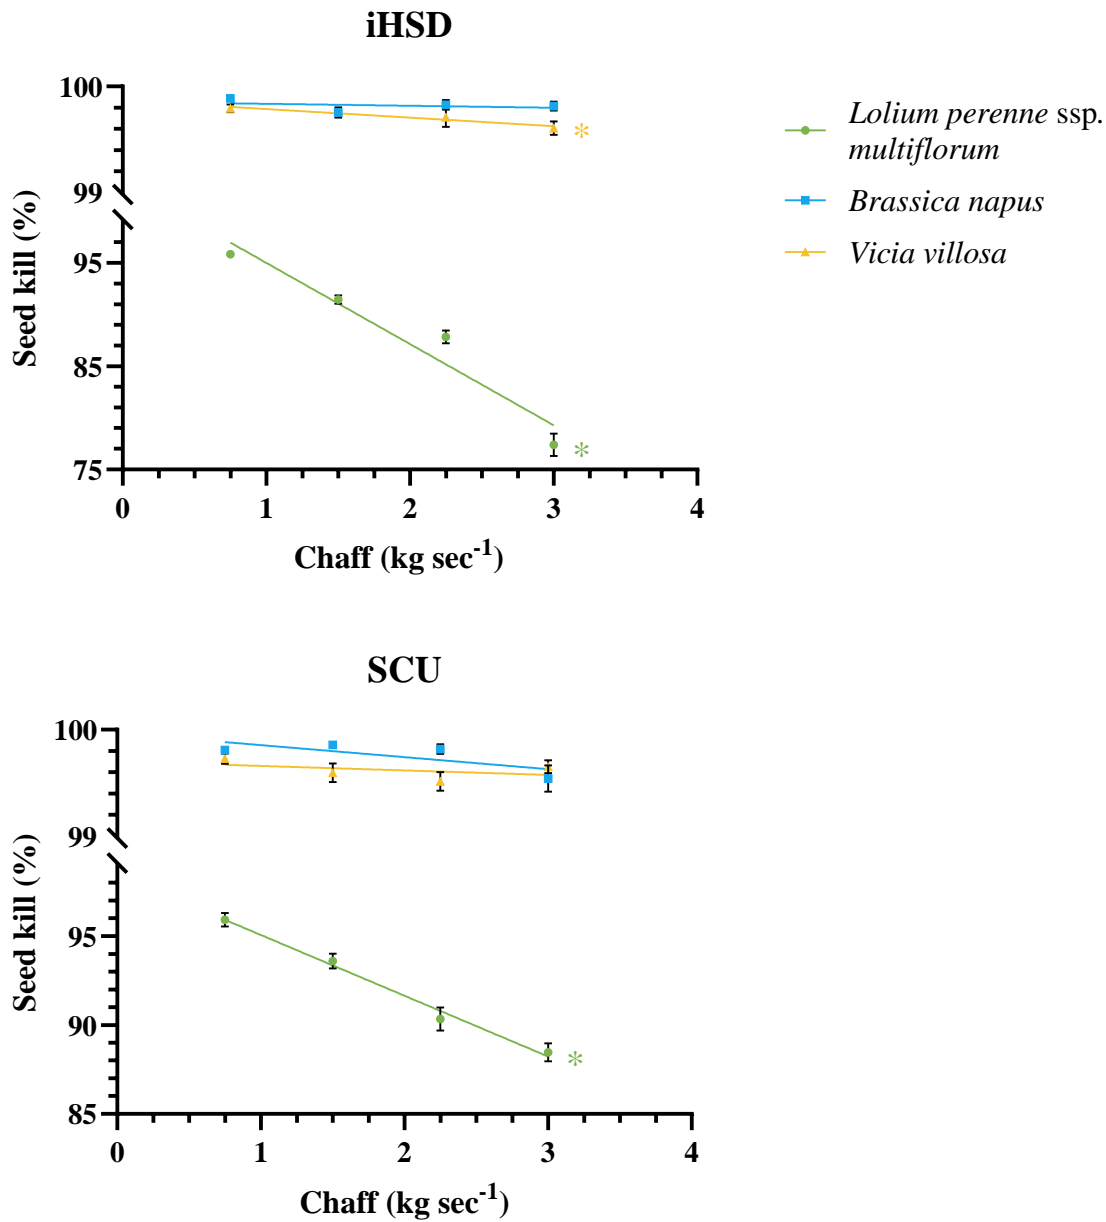 iHSD
100
99
95
85
75
Seed kill (%)
0 1 2 3 4
Chaff (kg sec-1)
*
*
Lolium perenne ssp.
multiflorum
Brassica napus
Vicia villosa
SCU
100
99
95
90
85
Seed kill (%)
0 1 2 3 4
Chaff (kg sec-1)
*